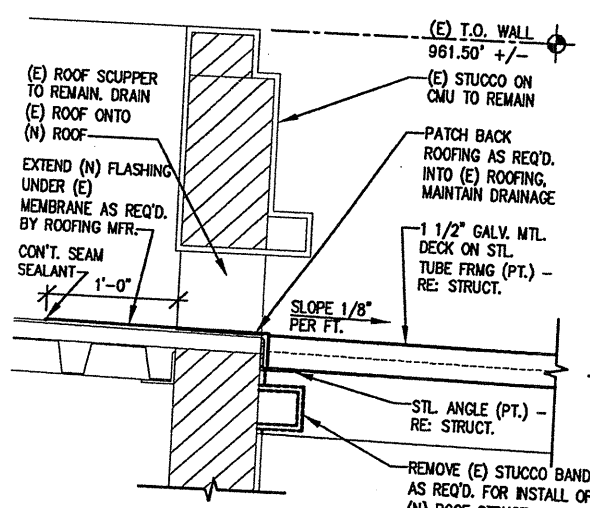 (E) T.O. WALL
961.50' +/-
(E) ROOF SCUPPER
TO REMAIN. DRAIN
(E) ROOF ONTO
(N) ROOF
EXTEND (N) FLASHING
UNDER (E)
MEMBRANE AS REQ'D.
BY ROOFING MFR.
CON'T. SEAM
SEALANT
1'-0"
(E) STUCCO ON
CMU TO REMAIN
PATCH BACK
ROOFING AS REQ'D.
INTO (E) ROOFING,
MAINTAIN DRAINAGE
1 1/2" GALV. MTL.
DECK ON STL.
TUBE FRMG (PT.) -
RE: STRUCT.
SLOPE 1/8"
PER FT.
STL. ANGLE (PT.) -
RE: STRUCT.
REMOVE (E) STUCCO BAND
AS REQ'D. FOR INSTALL OF
(N) ROOF STRUCT